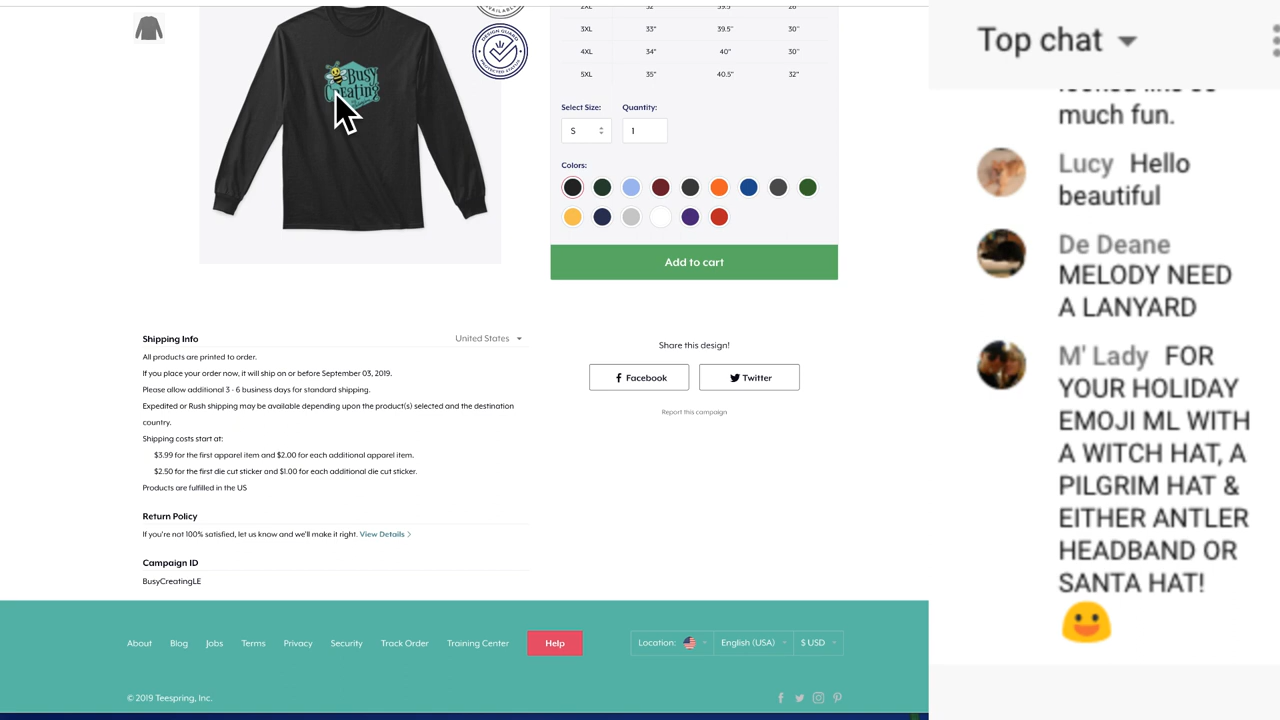 AVAILABLE
DESIGN GUARD
Busy
Creating
2XL 32" 39.5" 28"
3XL 33" 39.5" 30"
4XL 34" 40" 30"
5XL 35" 40.5" 32"
Select Size: Quantity:
S 1
Colors:
Add to cart
Shipping Info United States
All products are printed to order.
If you place your order now, it will ship on or before September 03, 2019.
Please allow additional 3 - 6 business days for standard shipping.
Expedited or Rush shipping may be available depending upon the product(s) selected and the destination
country.
Shipping costs start at:
$3.99 for the first apparel item and $2.00 for each additional apparel item.
$2.50 for the first die cut sticker and $1.00 for each additional die cut sticker.
Products are fulfilled in the US
Return Policy
If you're not 100% satisfied, let us know and we'll make it right. View Details >
Campaign ID
BusyCreatingLE
Share this design!
Facebook Twitter
Report this campaign
About Blog Jobs Terms Privacy Security Track Order Training Center Help
Location: English (USA) $ USD
© 2019 Teespring, Inc.
Top chat
much fun.
Lucy Hello
beautiful
De Deane
MELODY NEED
A LANYARD
M' Lady FOR
YOUR HOLIDAY
EMOJI ML WITH
A WITCH HAT, A
PILGRIM HAT &
EITHER ANTLER
HEADBAND OR
SANTA HAT!